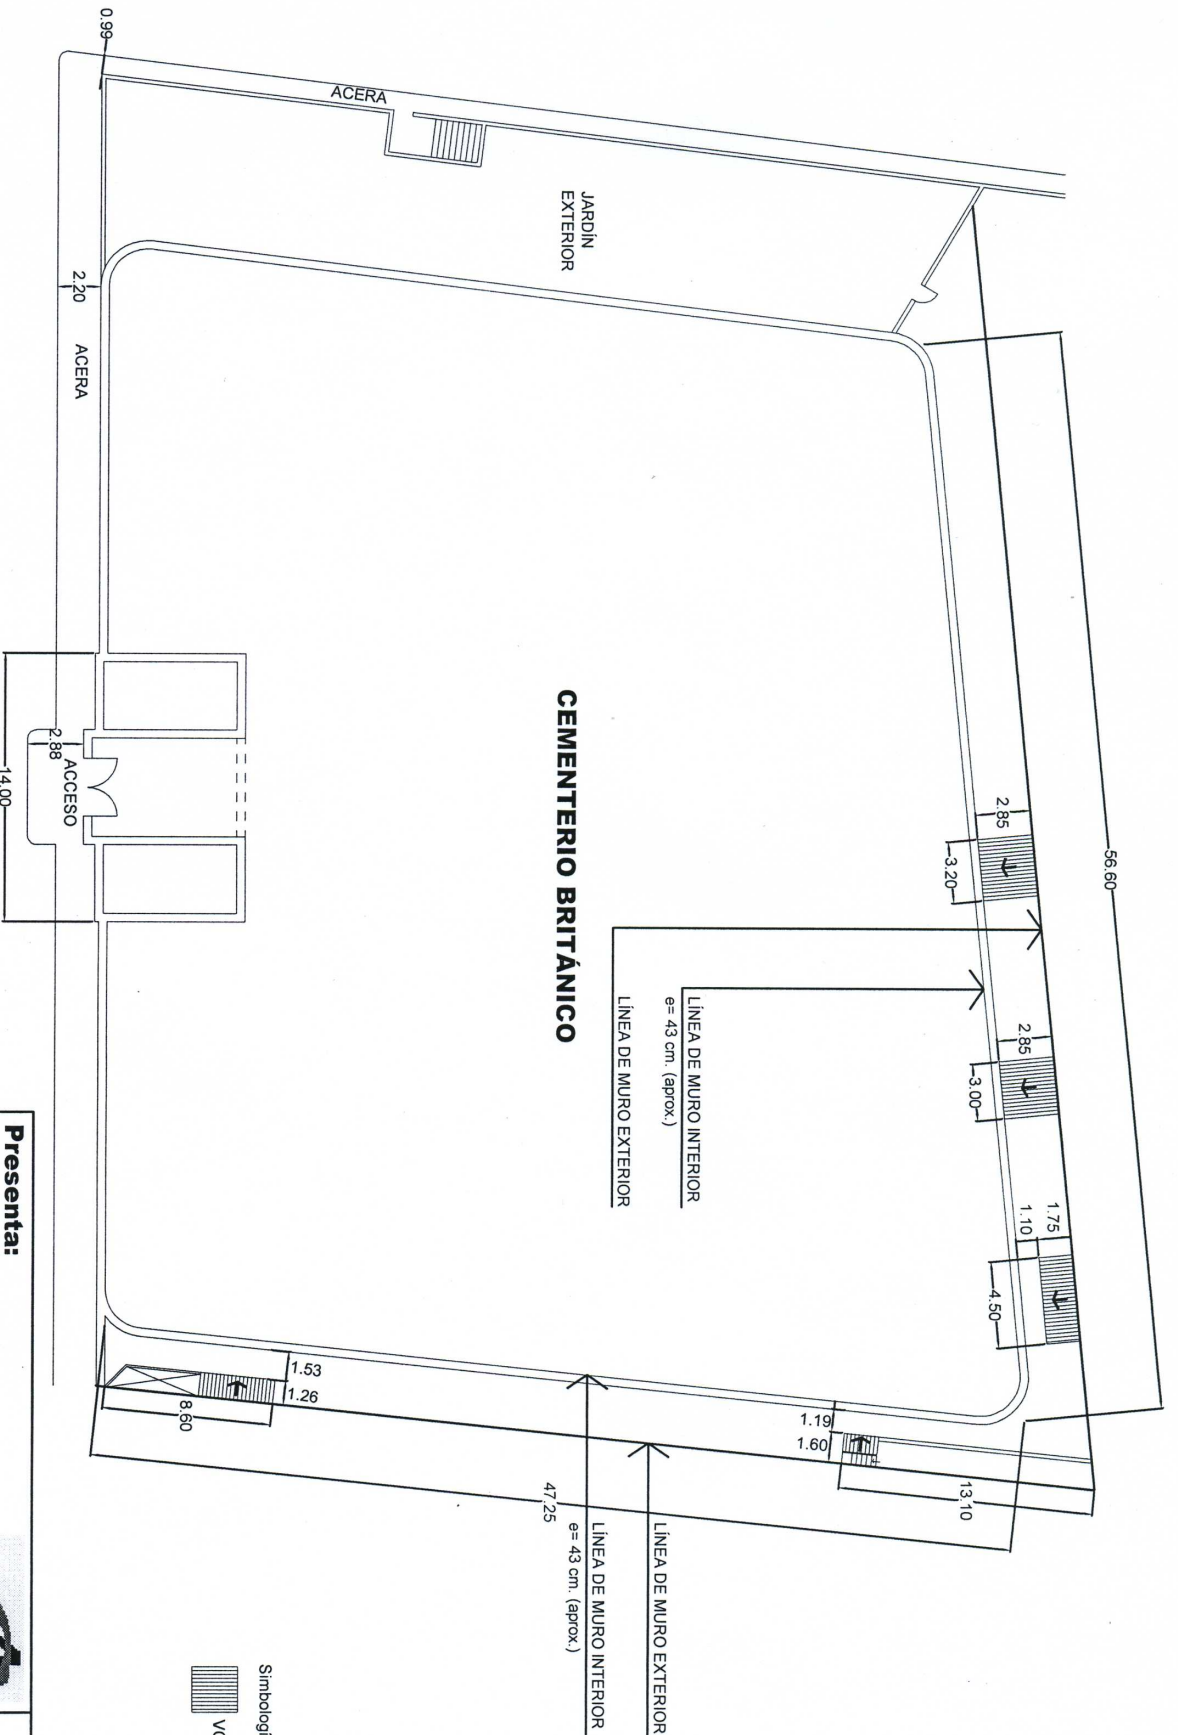 0.99
ACERA
JARDÍN
EXTERIOR
2.20
ACERA
56.60
2.85
3.20
2.85
3.00
1.75
1.10
4.50
CEMENTERIO BRITÁNICO
LÍNEA DE MURO INTERIOR
e= 43 cm. (aprox.)
LÍNEA DE MURO EXTERIOR
2.88
ACCESO
14.00
1.53
1.26
8.60
1.19
1.60
13.10
47.25
LÍNEA DE MURO EXTERIOR
LÍNEA DE MURO INTERIOR
e= 43 cm. (aprox.)
Presenta:
Simbologí
VO